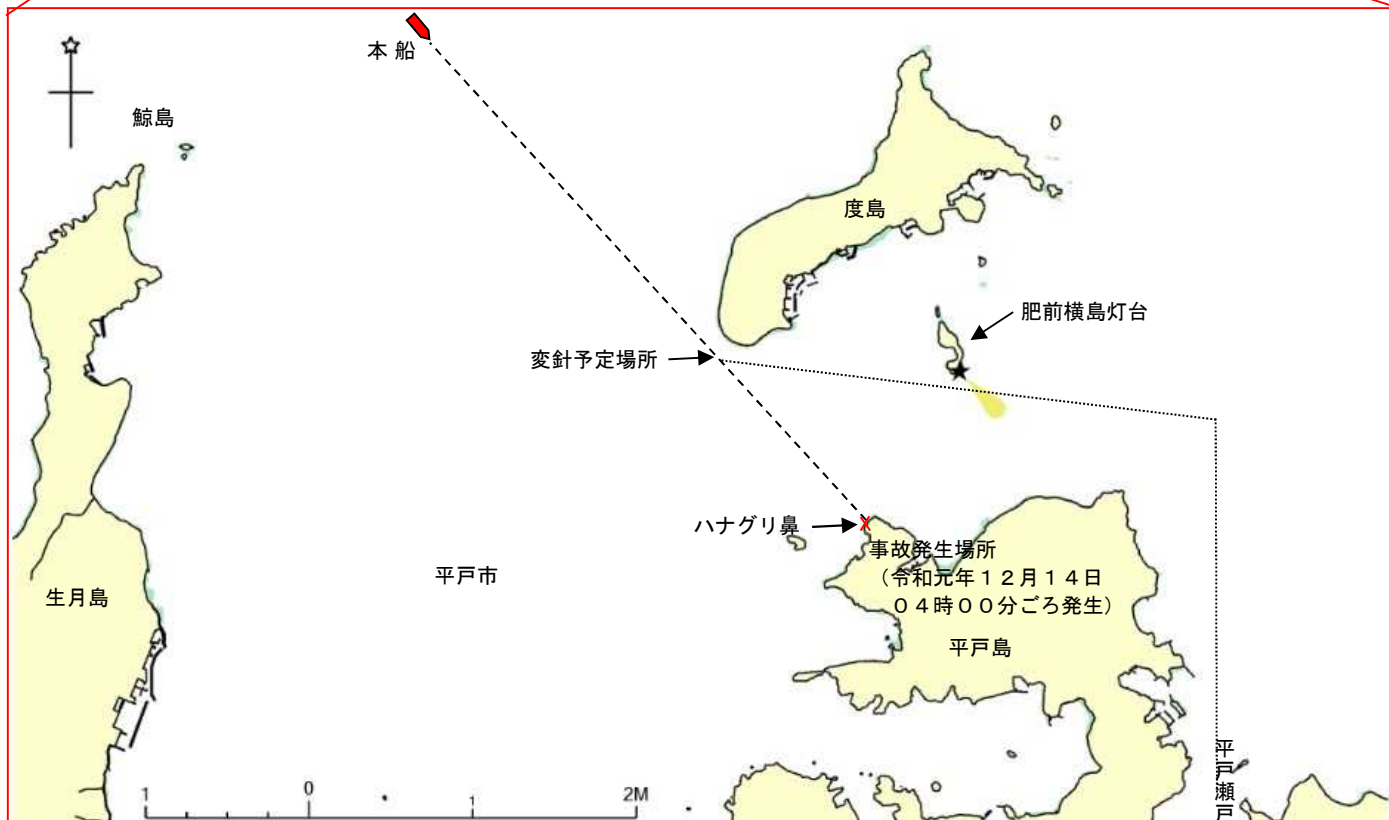 本 船
鯨島
度島
肥前横島灯台
変針予定場所
ハナグリ鼻
事故発生場所
（令和元年１２月１４日
０４時００分ごろ発生）
平戸市
生月島
平戸島
平戸瀬戸
1 0 1 2M